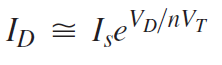 I_D ≅ I_s e^{V_D/nV_T}